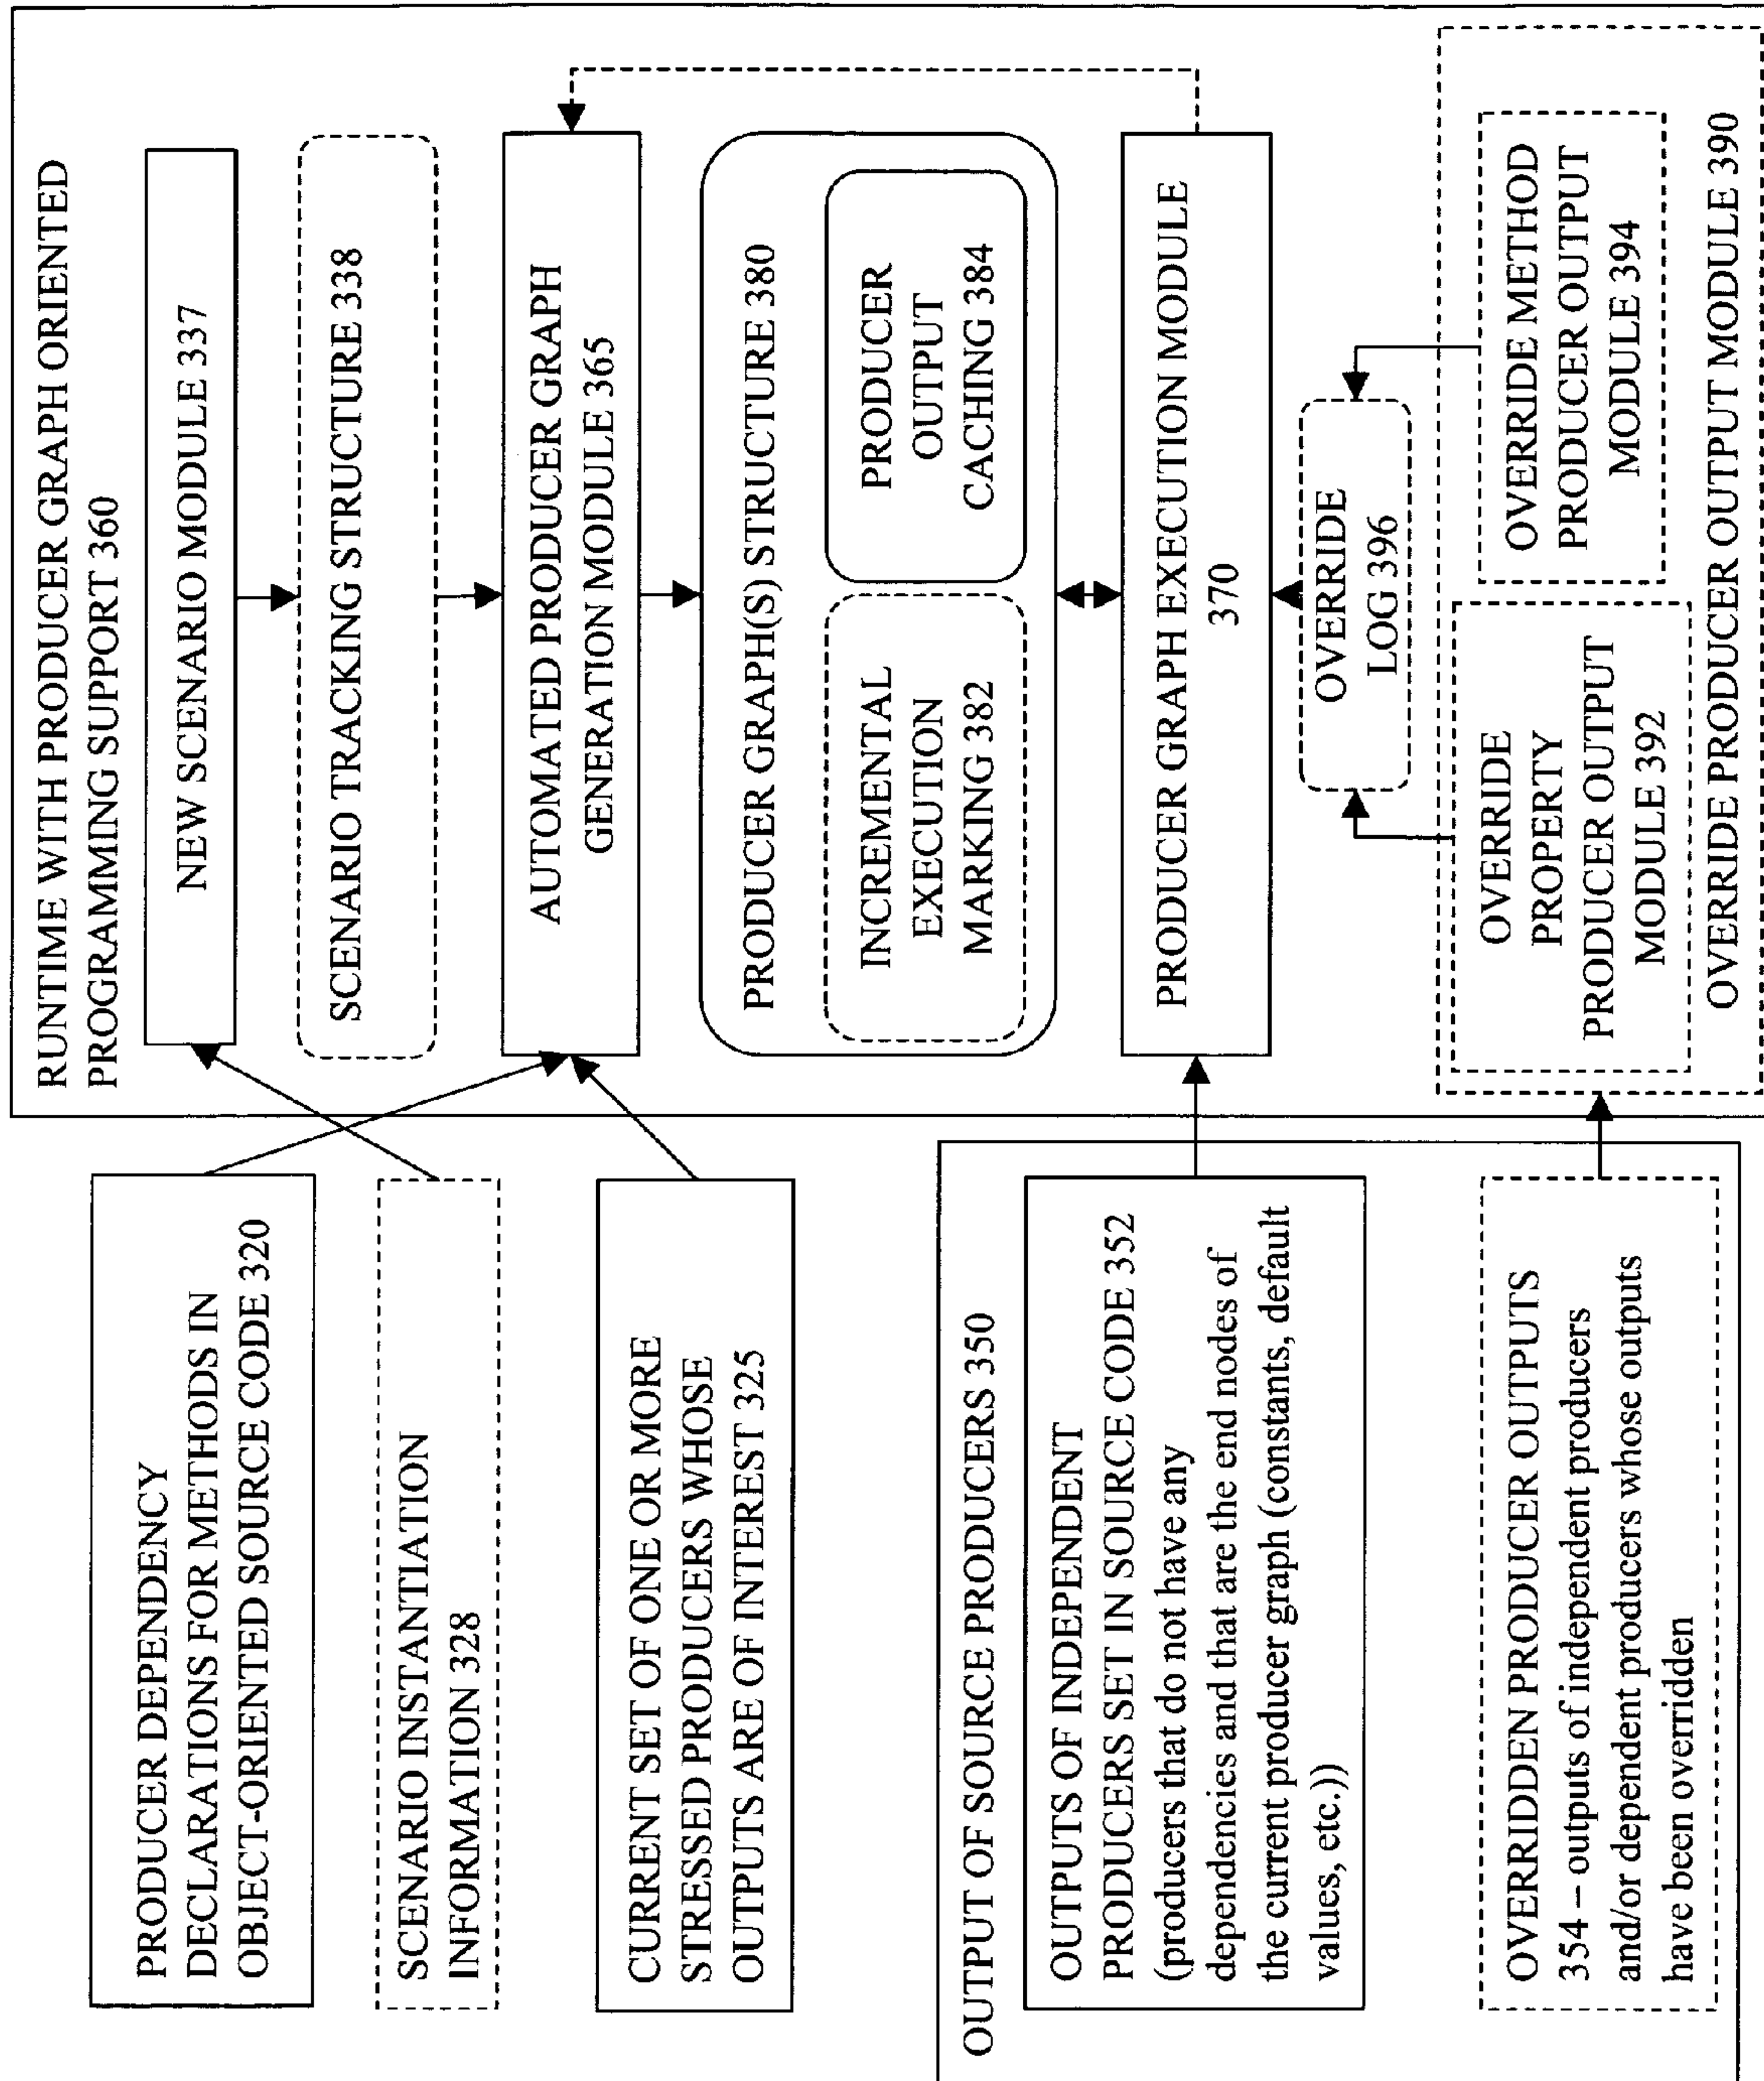 PRODUCER DEPENDENCY
DECLARATIONS FOR METHODS IN
OBJECT-ORIENTED SOURCE CODE 320
SCENARIO INSTANTIATION
INFORMATION 328
CURRENT SET OF ONE OR MORE
STRESSED PRODUCERS WHOSE
OUTPUTS ARE OF INTEREST 325
OUTPUT OF SOURCE PRODUCERS 350
OUTPUTS OF INDEPENDENT
PRODUCERS SET IN SOURCE CODE 352
(producers that do not have any
dependencies and that are the end nodes of
the current producer graph (constants, default
values, etc.))
OVERRIDDEN PRODUCER OUTPUTS
354 – outputs of independent producers
and/or dependent producers whose outputs
have been overridden
RUNTIME WITH PRODUCER GRAPH ORIENTED
PROGRAMMING SUPPORT 360
NEW SCENARIO MODULE 337
SCENARIO TRACKING STRUCTURE 338
AUTOMATED PRODUCER GRAPH
GENERATION MODULE 365
PRODUCER GRAPH(S) STRUCTURE 380
INCREMENTAL
EXECUTION
MARKING 382
PRODUCER
OUTPUT
CACHING 384
PRODUCER GRAPH EXECUTION MODULE
370
OVERRIDE
LOG 396
OVERRIDE
PROPERTY
PRODUCER OUTPUT
MODULE 392
OVERRIDE METHOD
PRODUCER OUTPUT
MODULE 394
OVERRIDE PRODUCER OUTPUT MODULE 390